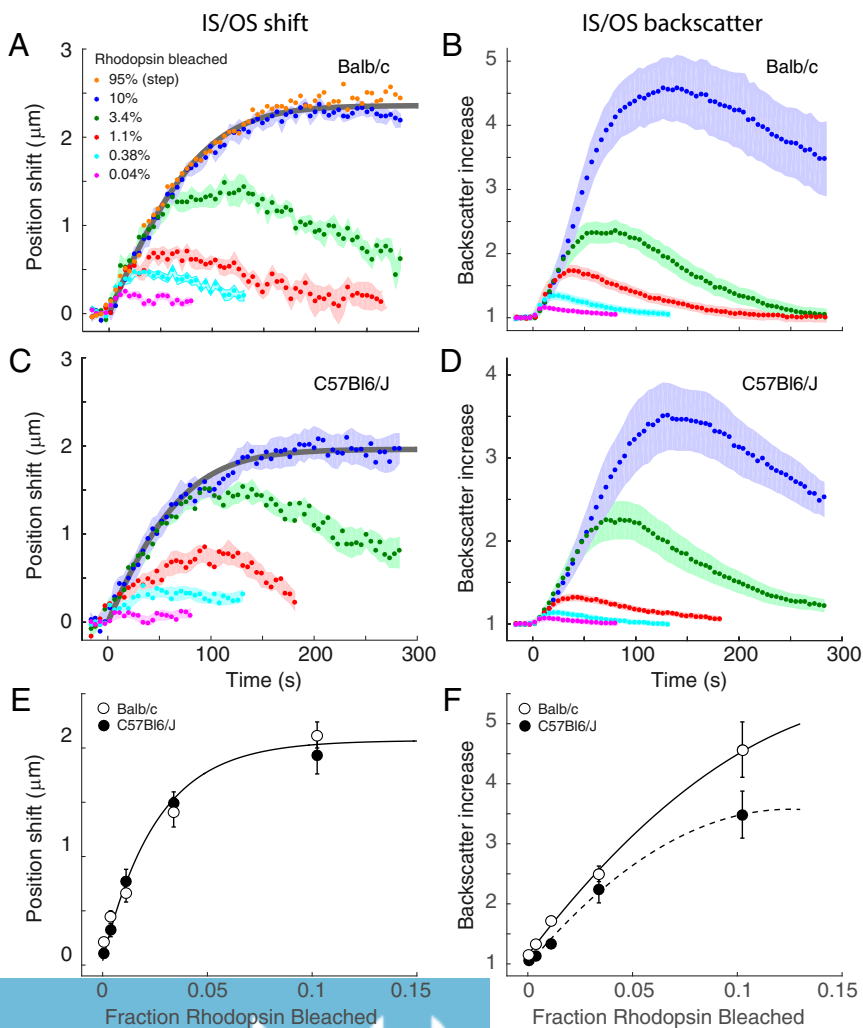 IS/OS shift
IS/OS backscatter
A
3
2
1
0
Position shift (μm)
Rhodopsin bleached
95% (step)
10%
3.4%
1.1%
0.38%
0.04%
Balb/c
B
5
4
3
2
1
Backscatter increase
Balb/c
C
3
2
1
0
Position shift (μm)
C57Bl6/J
0
100
200
300
Time (s)
D
4
3
2
1
Backscatter increase
C57Bl6/J
0
100
200
300
Time (s)
E
2
1
0
Position shift (μm)
Balb/c
C57Bl6/J
0
0.05
0.1
0.15
Fraction Rhodopsin Bleached
F
5
4
3
2
1
Backscatter increase
Balb/c
C57Bl6/J
0
0.05
0.1
0.15
Fraction Rhodopsin Bleached